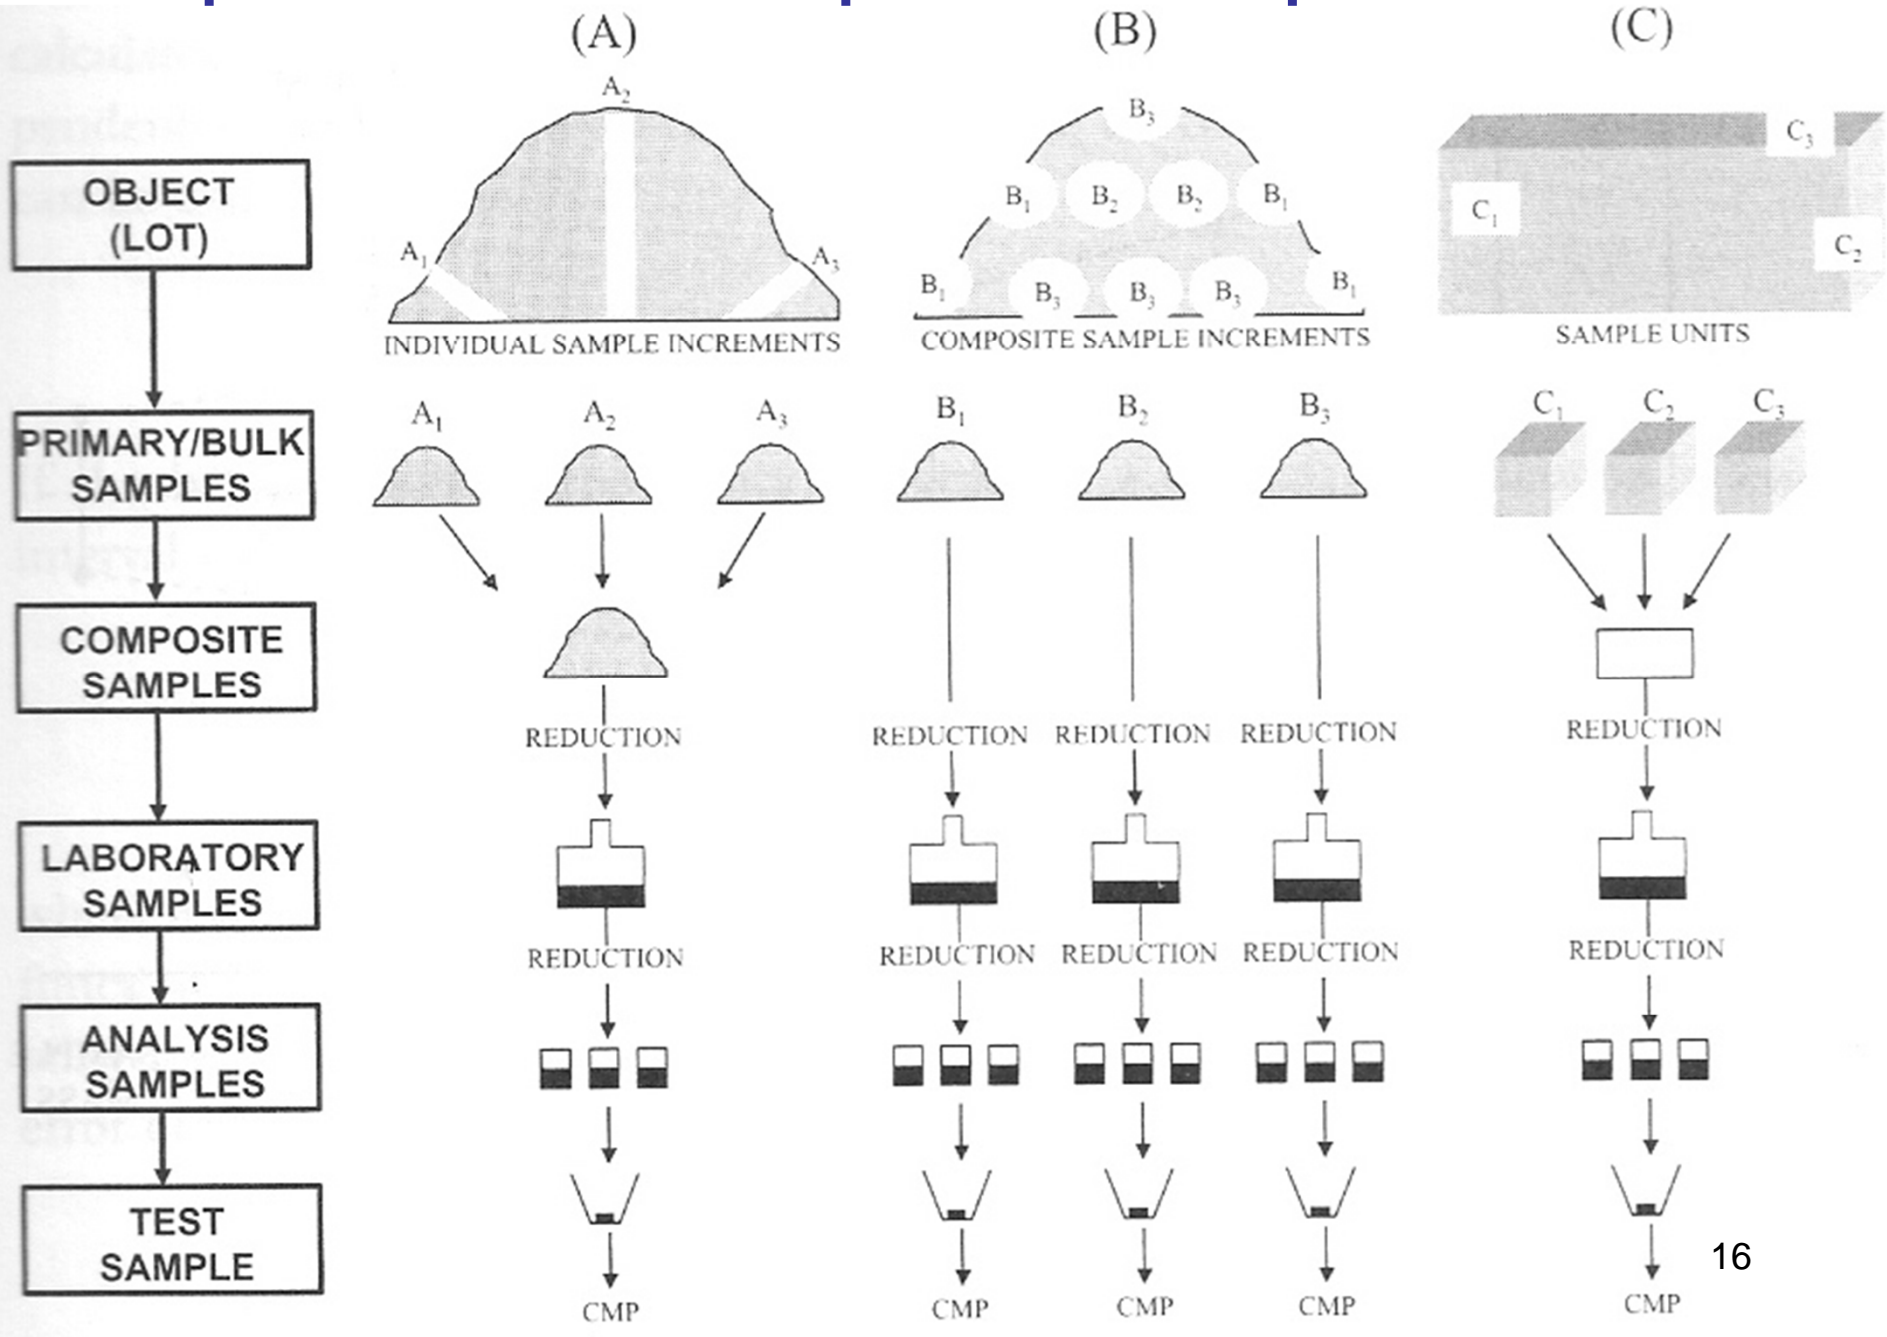 (A)
(B)
(C)
OBJECT
(LOT)
A1
A2
A3
INDIVIDUAL SAMPLE INCREMENTS
B3
B1 B2 B2 B1
B1 B3 B3 B3 B1
COMPOSITE SAMPLE INCREMENTS
C3
C1
C2
SAMPLE UNITS
PRIMARY/BULK
SAMPLES
A1 A2 A3
B1 B2 B3
C1 C2 C3
COMPOSITE
SAMPLES
REDUCTION
REDUCTION REDUCTION REDUCTION
REDUCTION
LABORATORY
SAMPLES
REDUCTION
REDUCTION REDUCTION REDUCTION
REDUCTION
ANALYSIS
SAMPLES
error
TEST
SAMPLE
CMP
CMP CMP CMP
CMP
16